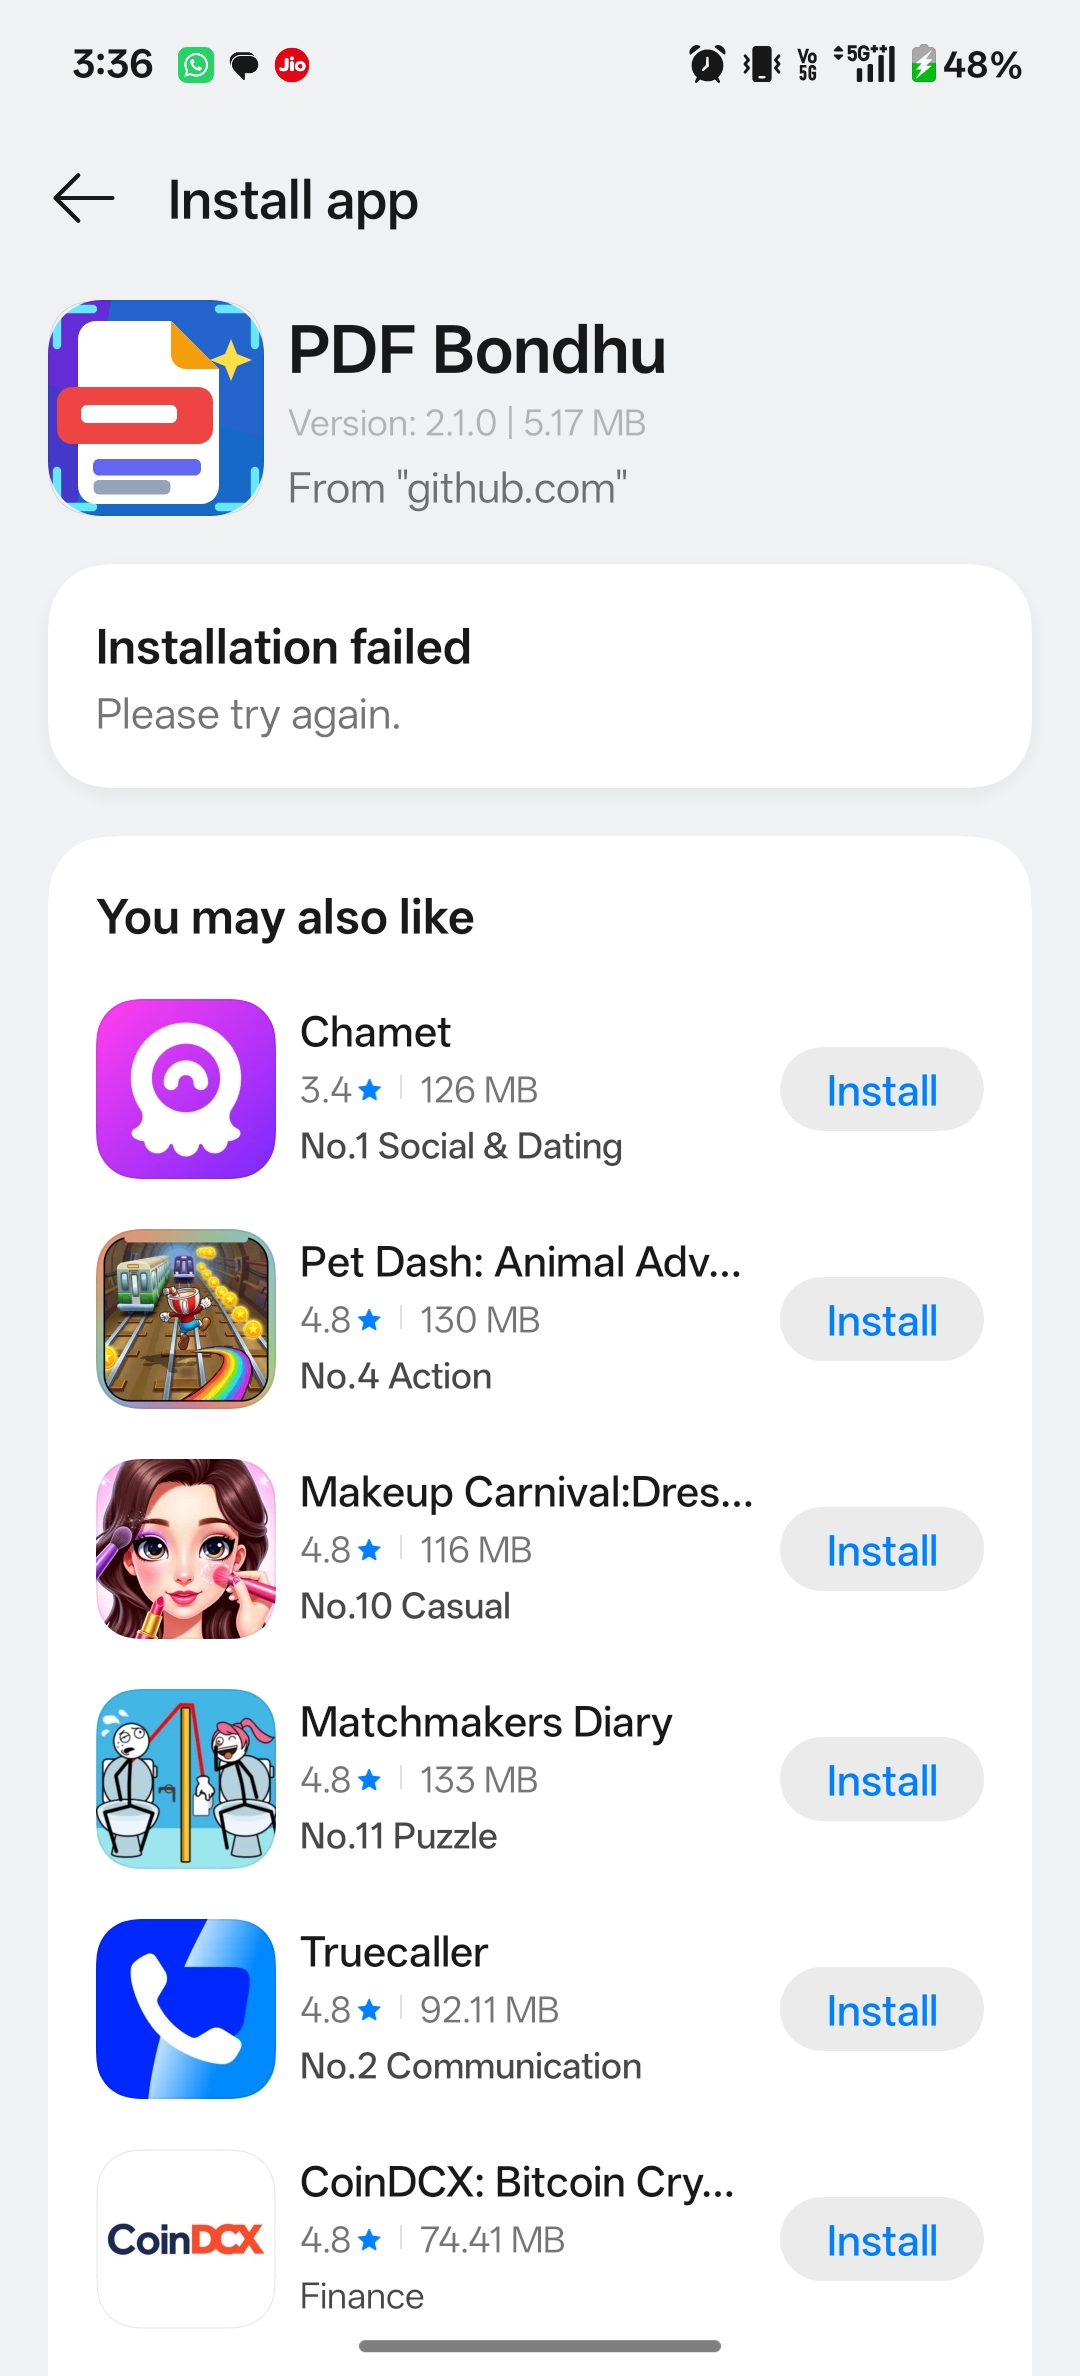 3:36
Jio
Vo 5G
5G++
48%
Install app
PDF Bondhu
Version: 2.1.0 | 5.17 MB
From "github.com"
Installation failed
Please try again.
You may also like
Chamet
3.4★ | 126 MB
No.1 Social & Dating
Install
Pet Dash: Animal Adv...
4.8★ | 130 MB
No.4 Action
Install
Makeup Carnival:Dres...
4.8★ | 116 MB
No.10 Casual
Install
Matchmakers Diary
4.8★ | 133 MB
No.11 Puzzle
Install
Truecaller
4.8★ | 92.11 MB
No.2 Communication
Install
CoinDCX
CoinDCX: Bitcoin Cry...
4.8★ | 74.41 MB
Finance
Install